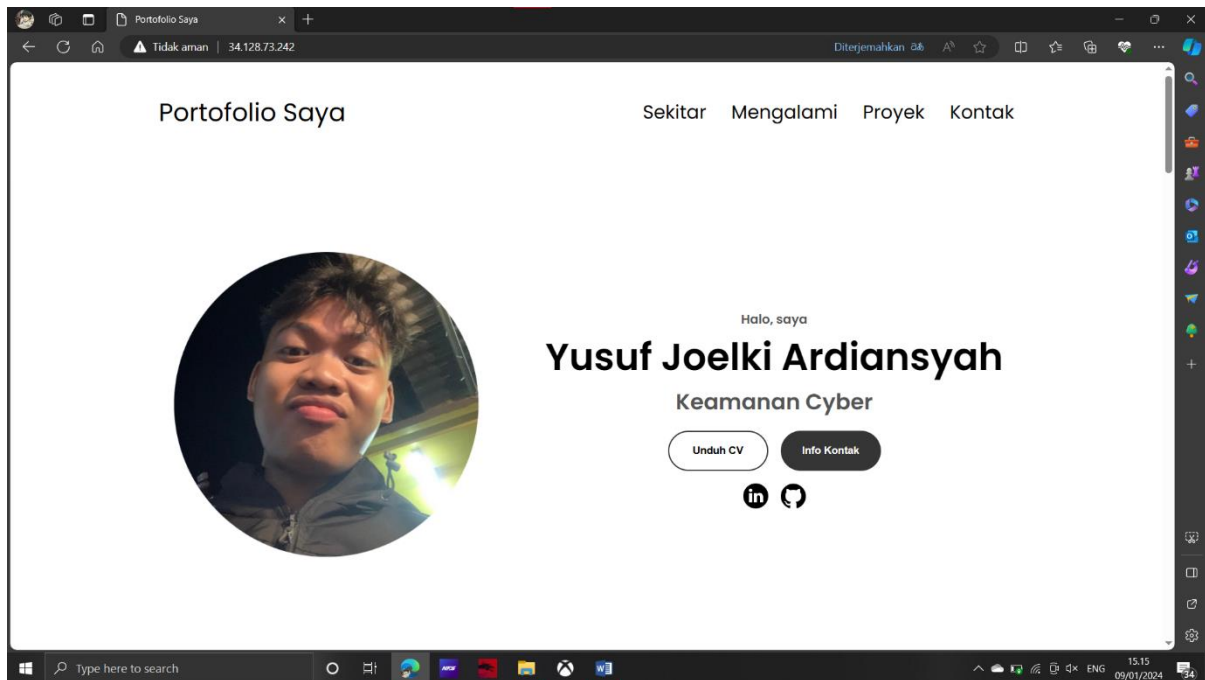 Portofolio Saya
Tidak aman | 34.128.73.242
Diterjemahkan
Portofolio Saya
Sekitar Mengalami Proyek Kontak
Halo, saya
Yusuf Joelki Ardiansyah
Keamanan Cyber
Unduh CV Info Kontak
in
Type here to search
ENG
15.15
09/01/2024
34